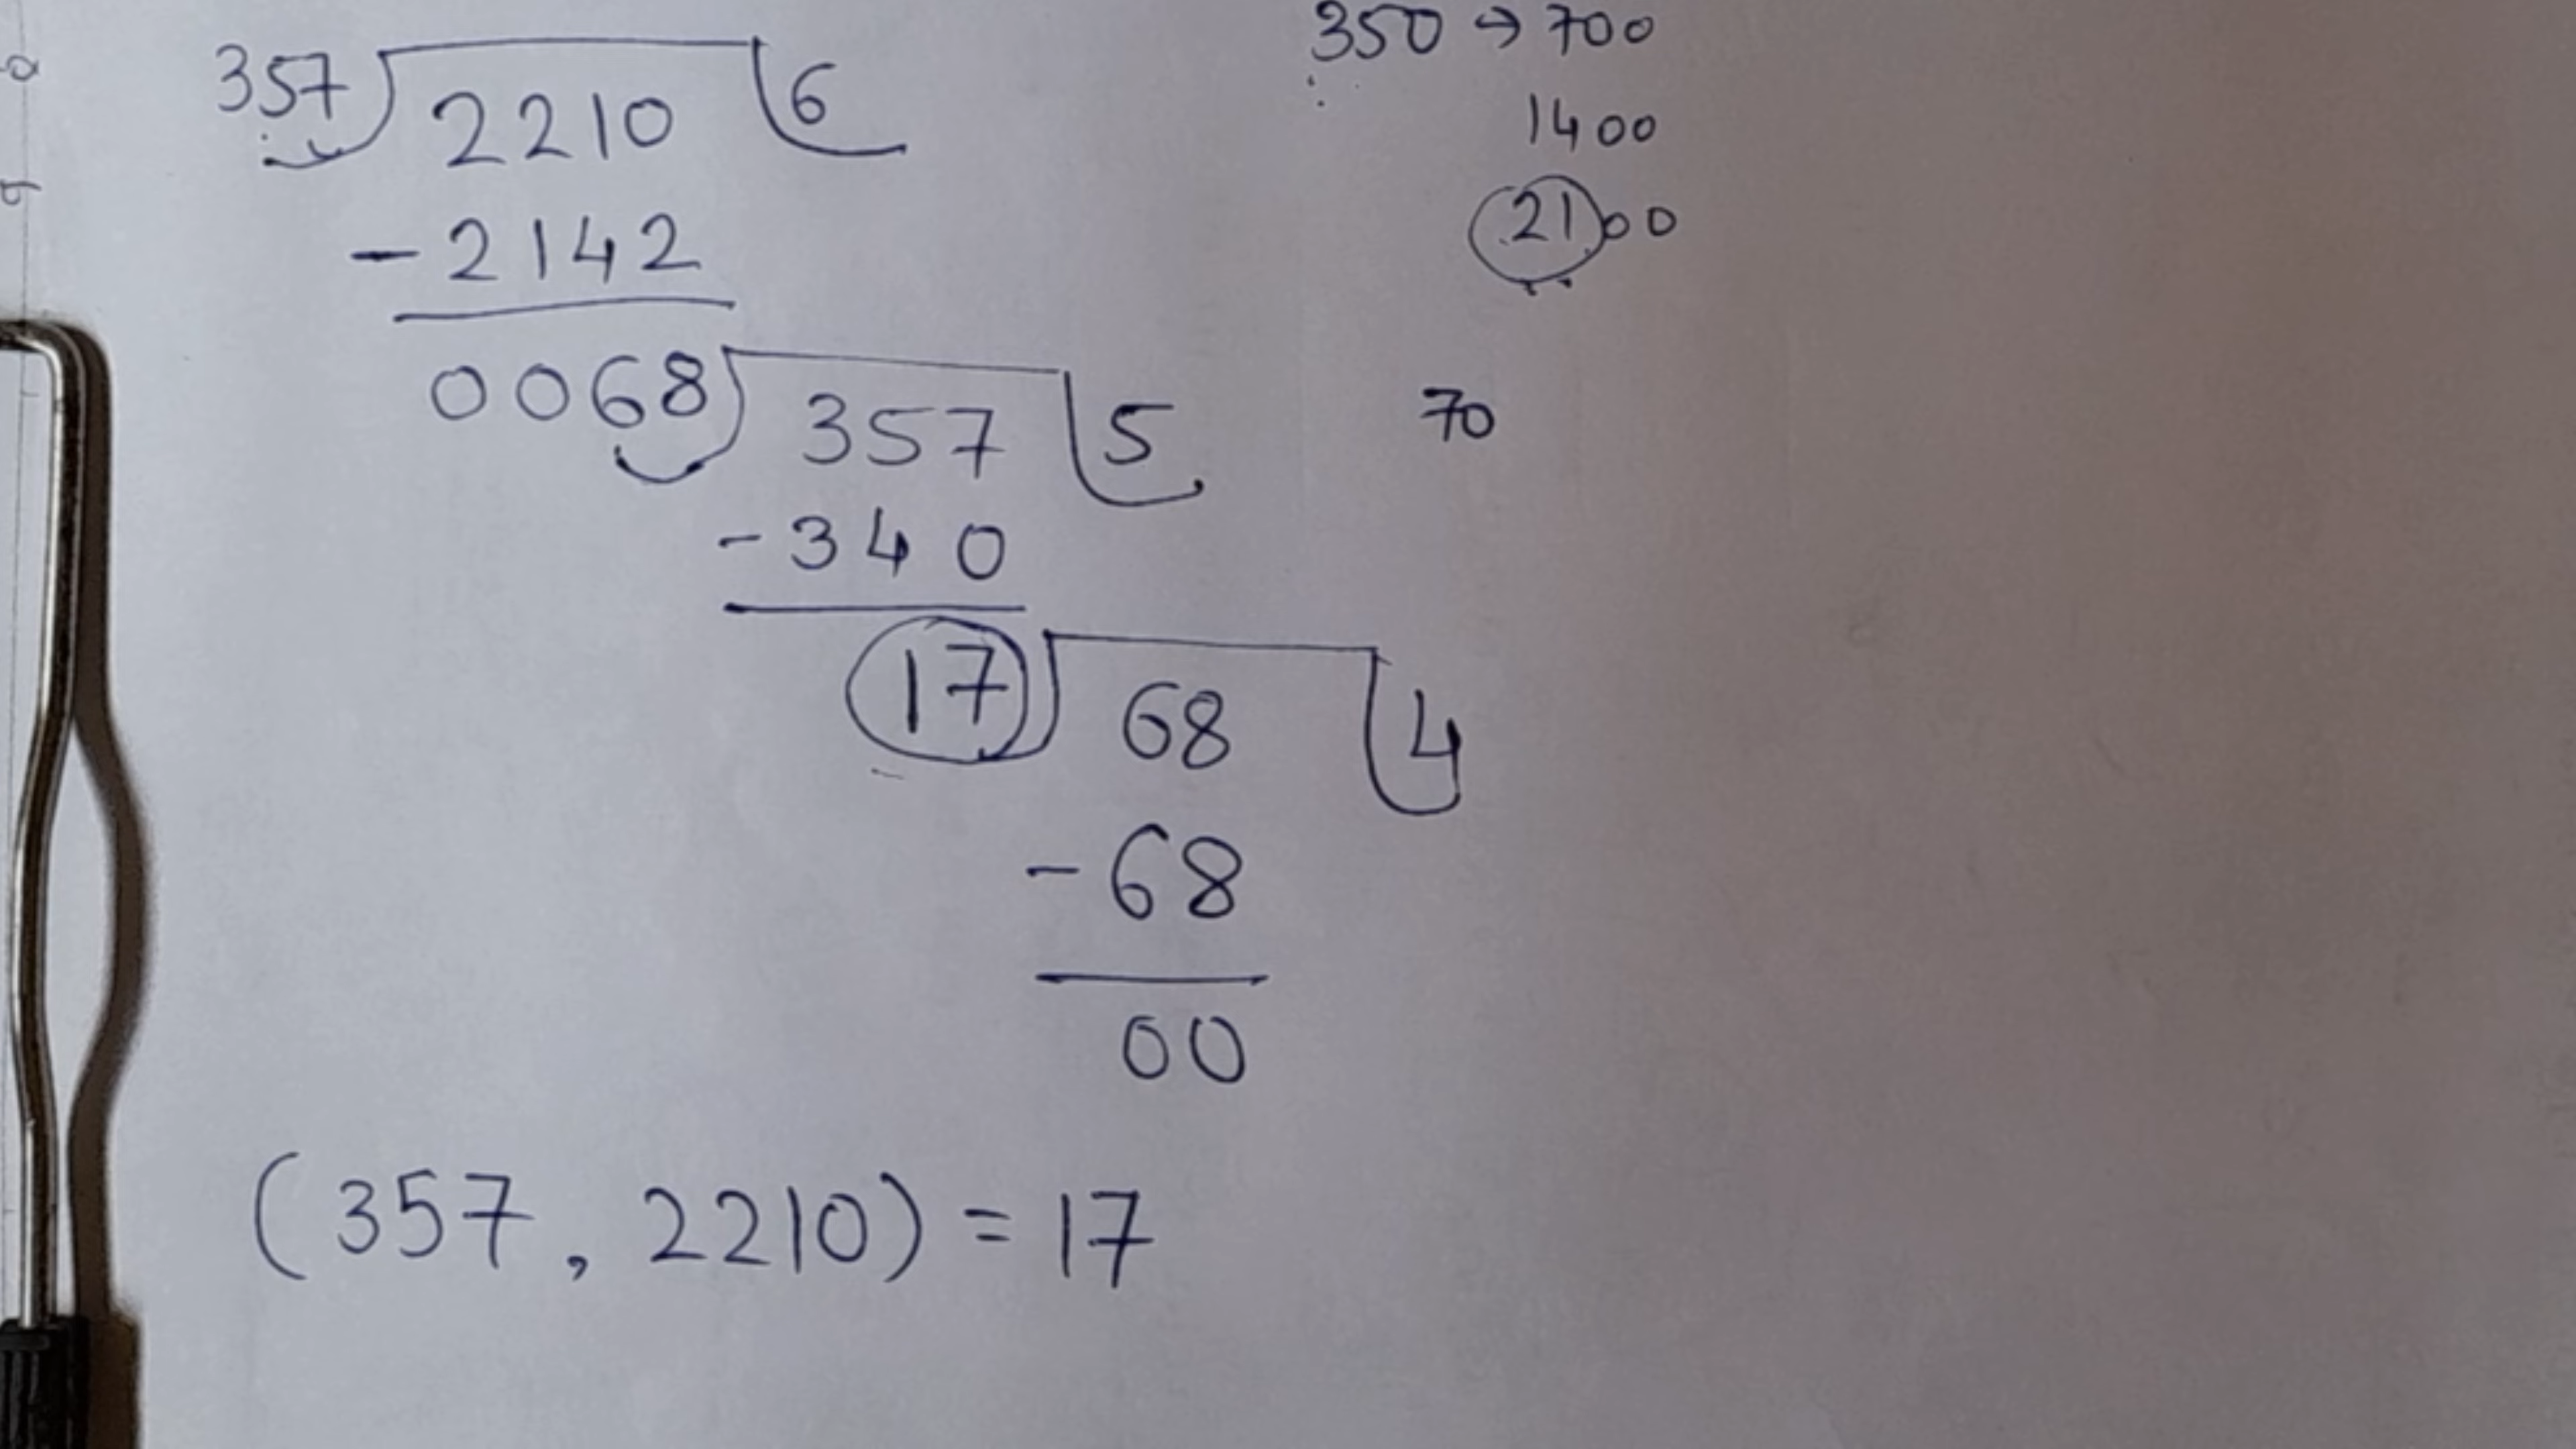 357 ) 2210 ( 6
- 2142
0068 ) 357 ( 5
- 340
17 ) 68 ( 4
- 68
00
(357, 2210) = 17
350 → 700
1400
2100
70